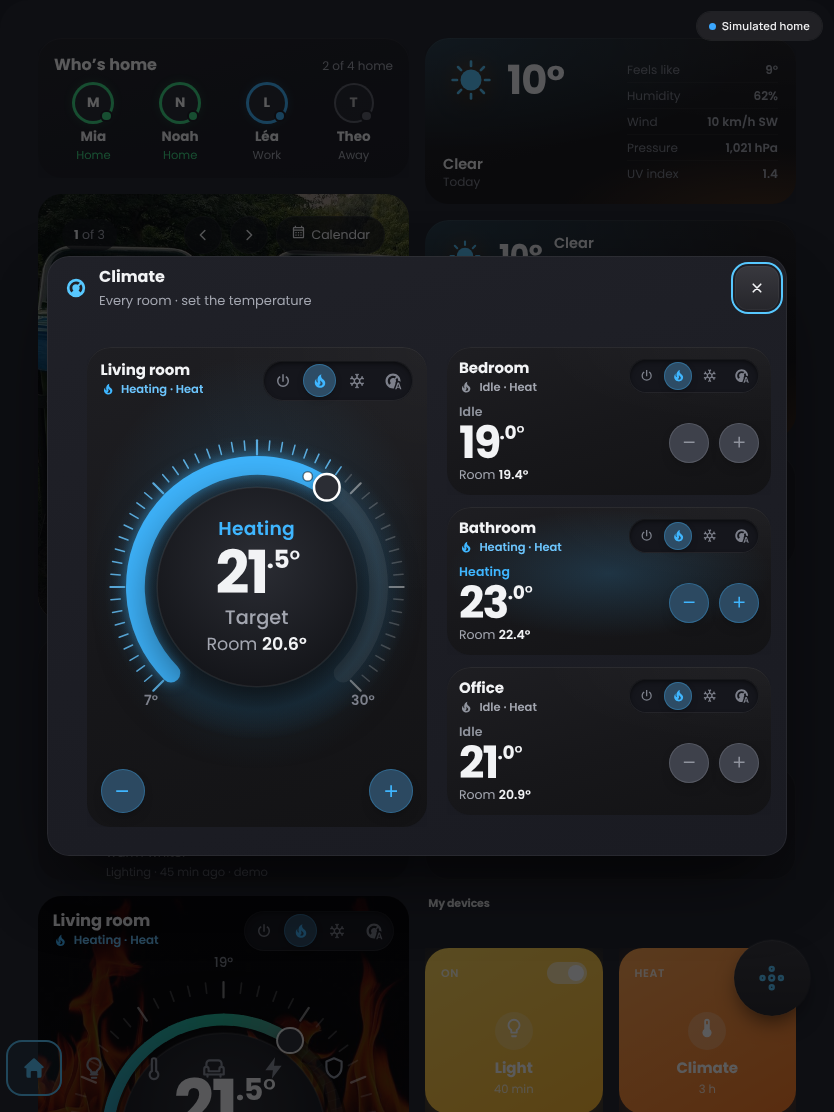 Simulated home
Who's home
2 of 4 home
M
N
L
T
Mia
Noah
Léa
Theo
Home
Home
Work
Away
10°
Clear
Today
Feels like 9°
Humidity 62%
Wind 10 km/h SW
Pressure 1,021 hPa
UV index 1.4
1 of 3
Calendar
10°
Clear
Climate
Every room · set the temperature
Living room
Heating · Heat
A
Heating
21.5°
Target
Room 20.6°
7°
30°
Bedroom
Idle · Heat
A
Idle
19.0°
Room 19.4°
Bathroom
Heating · Heat
A
Heating
23.0°
Room 22.4°
Office
Idle · Heat
A
Idle
21.0°
Room 20.9°
Lighting · 45 min ago · demo
Living room
Heating · Heat
A
19°
21.5°
My devices
ON
Light
40 min
HEAT
Climate
3 h